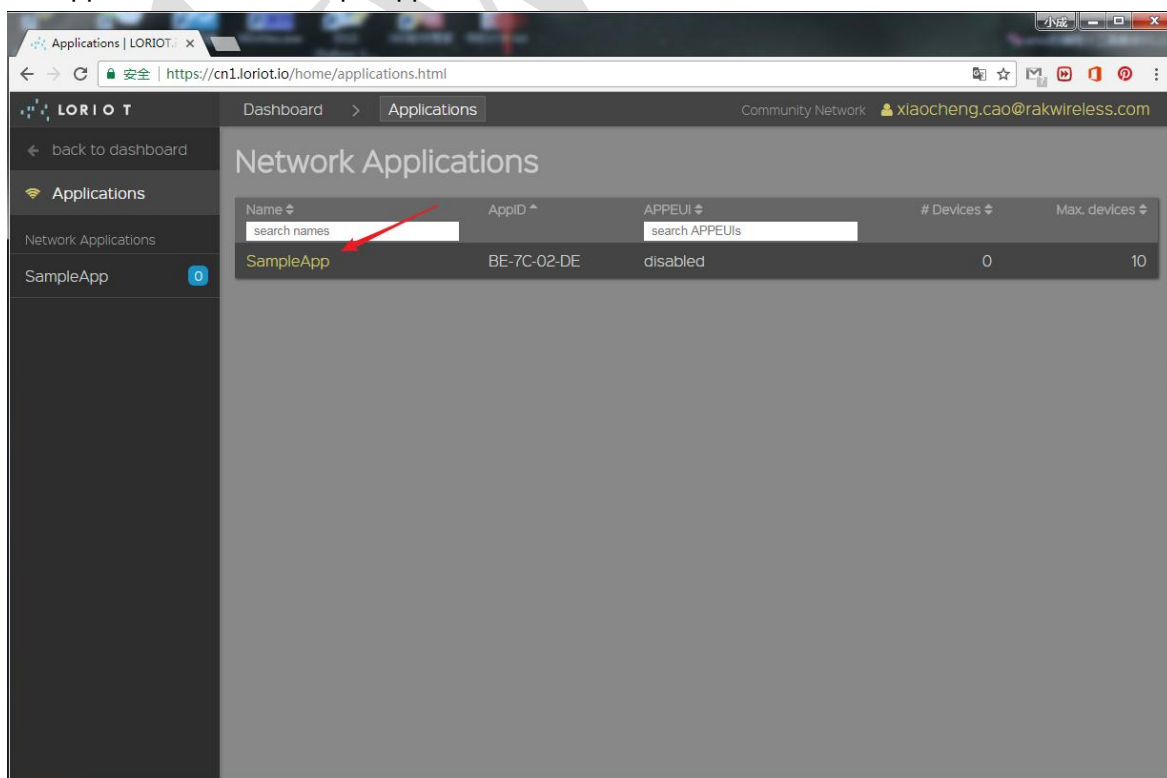 Applications | LORIOT.i
小成
安全 | https://cn1.loriot.io/home/applications.html
LORIOT
Dashboard > Applications
Community Network xiaocheng.cao@rakwireless.com
back to dashboard
Network Applications
Applications
Name AppID APPEUI # Devices Max. devices
search names search APPEUIs
Network Applications
SampleApp BE-7C-02-DE disabled 0 10
SampleApp 0